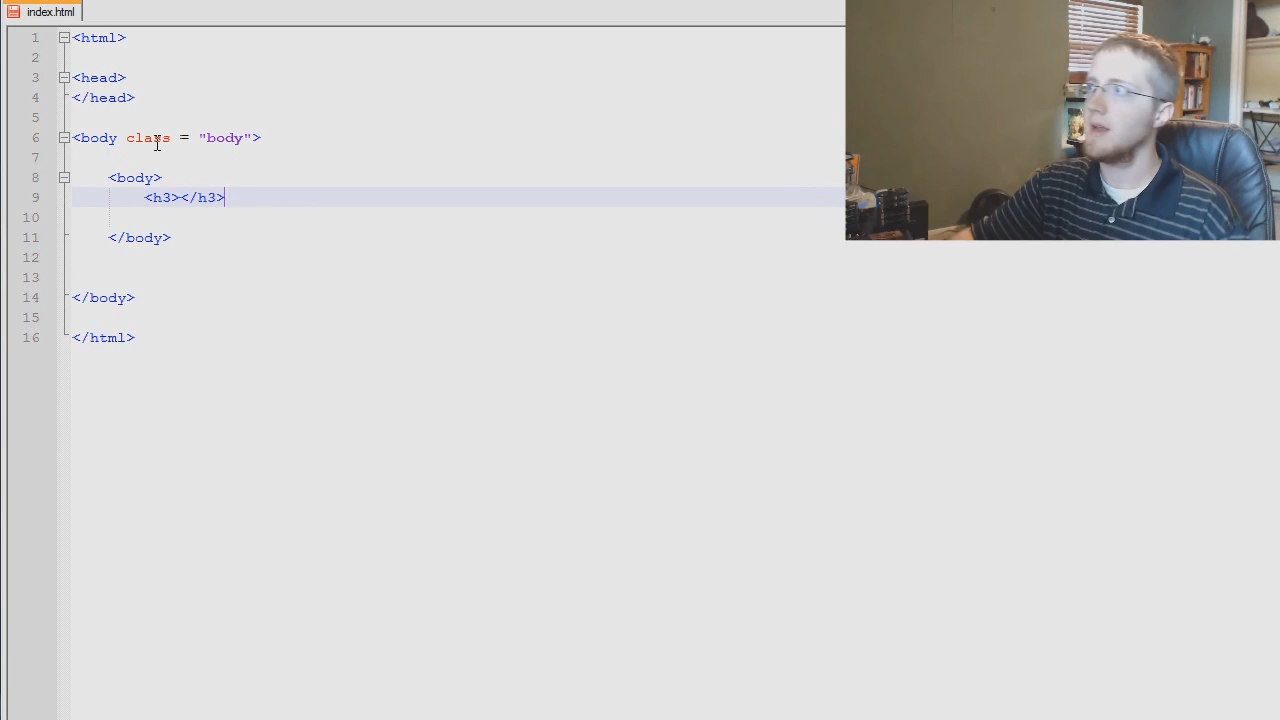 index.html
1 <html>
2
3 <head>
4 </head>
5
6 <body class = "body">
7
8 <body>
9 <h3></h3>
10
11 </body>
12
13
14 </body>
15
16 </html>